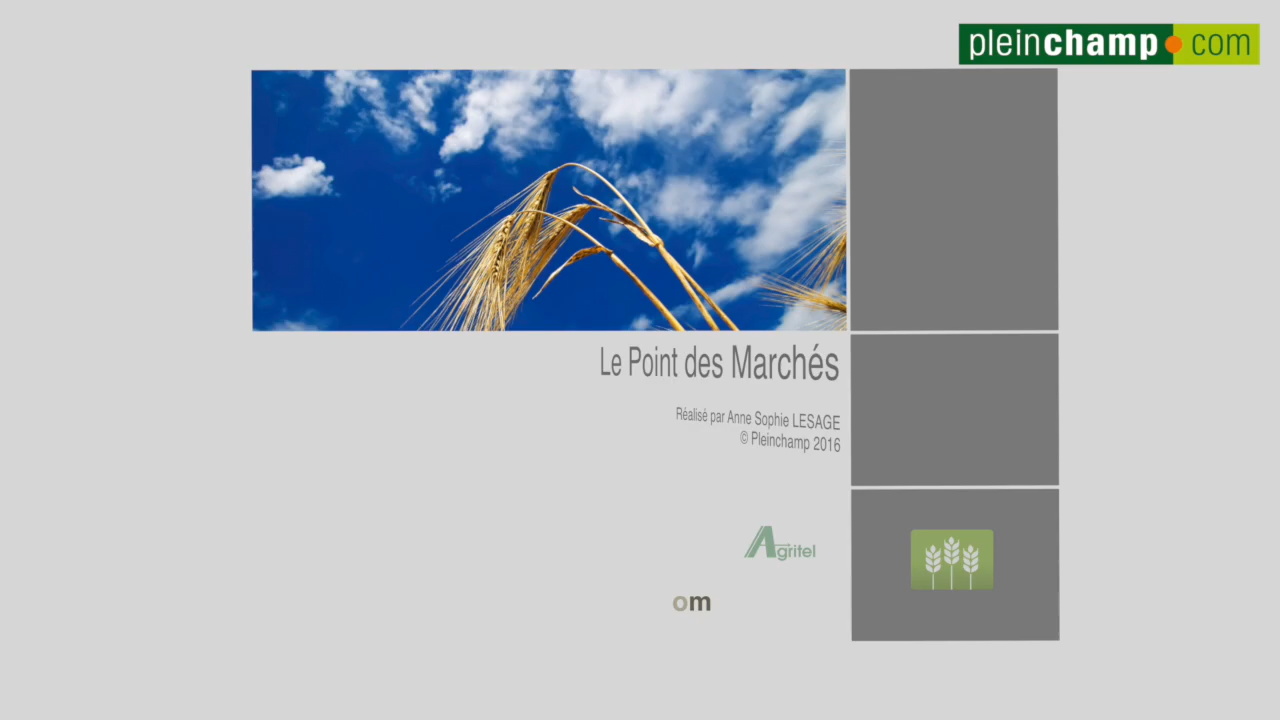 pleinchamp.com
Le Point des Marchés
Réalisé par Anne Sophie LESAGE
© Pleinchamp 2016
Agritel
om